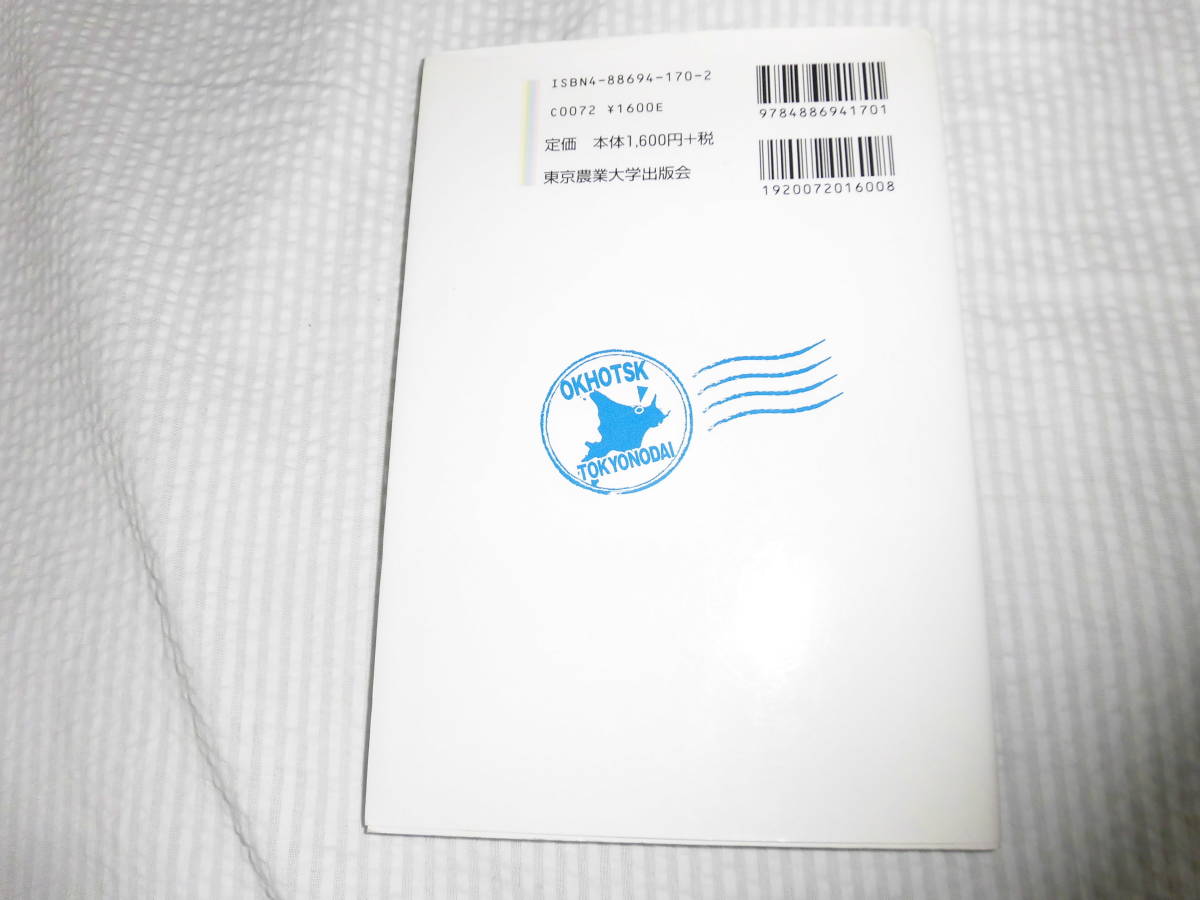 ISBN4-88694-170-2
C0072 ¥1600E
定価 本体1,600円+税
東京農業大学出版会
9784886941701
1920072016008
OKHOTSK
TOKYONODAI